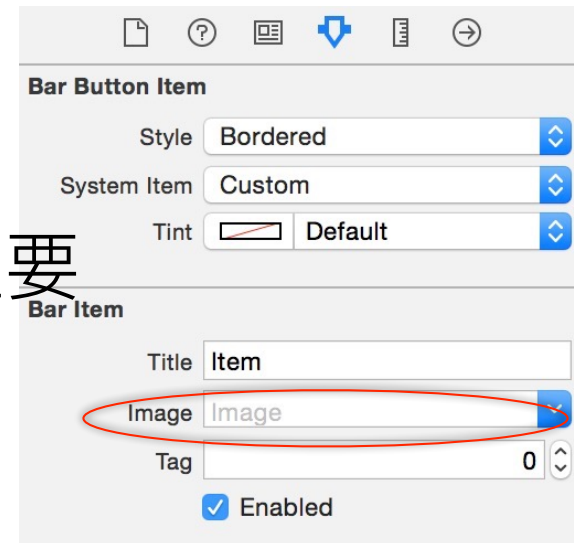 Bar Button Item
Style Bordered
System Item Custom
Tint Default
要
Bar Item
Title Item
Image Image
Tag 0
Enabled